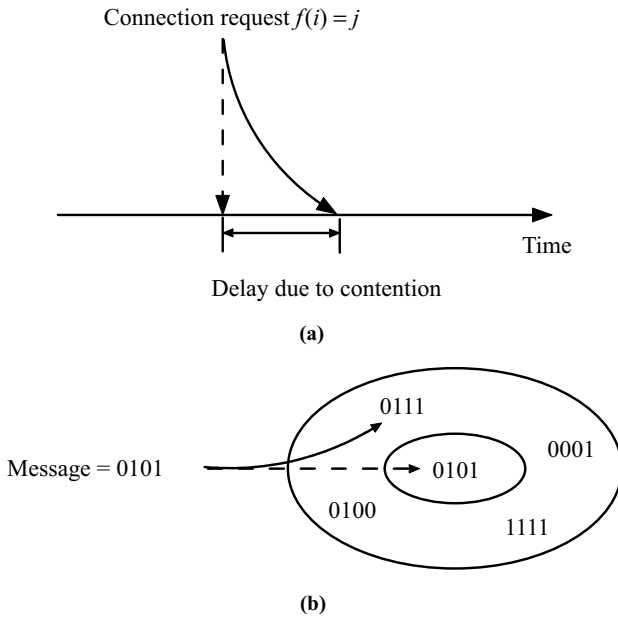 Connection request f(i) = j
Time
Delay due to contention
(a)
0111
0001
Message = 0101
0101
0100
1111
(b)